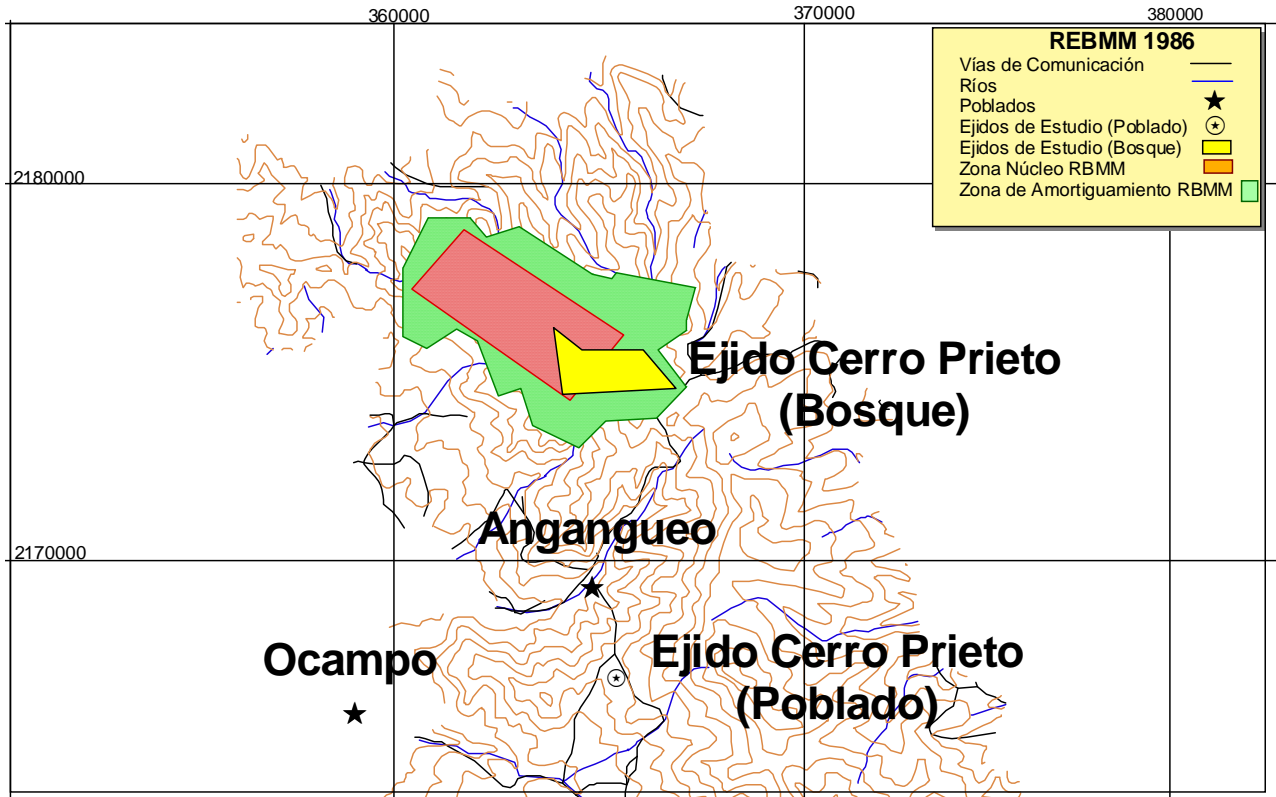 360000
370000
380000
REBMM 1986
Vías de Comunicación
Ríos
Poblados
Ejidos de Estudio (Poblado)
Ejidos de Estudio (Bosque)
Zona Núcleo RBMM
Zona de Amortiguamiento RBMM
2180000
Ejido Cerro Prieto
(Bosque)
Angangueo
2170000
Ocampo
Ejido Cerro Prieto
(Poblado)